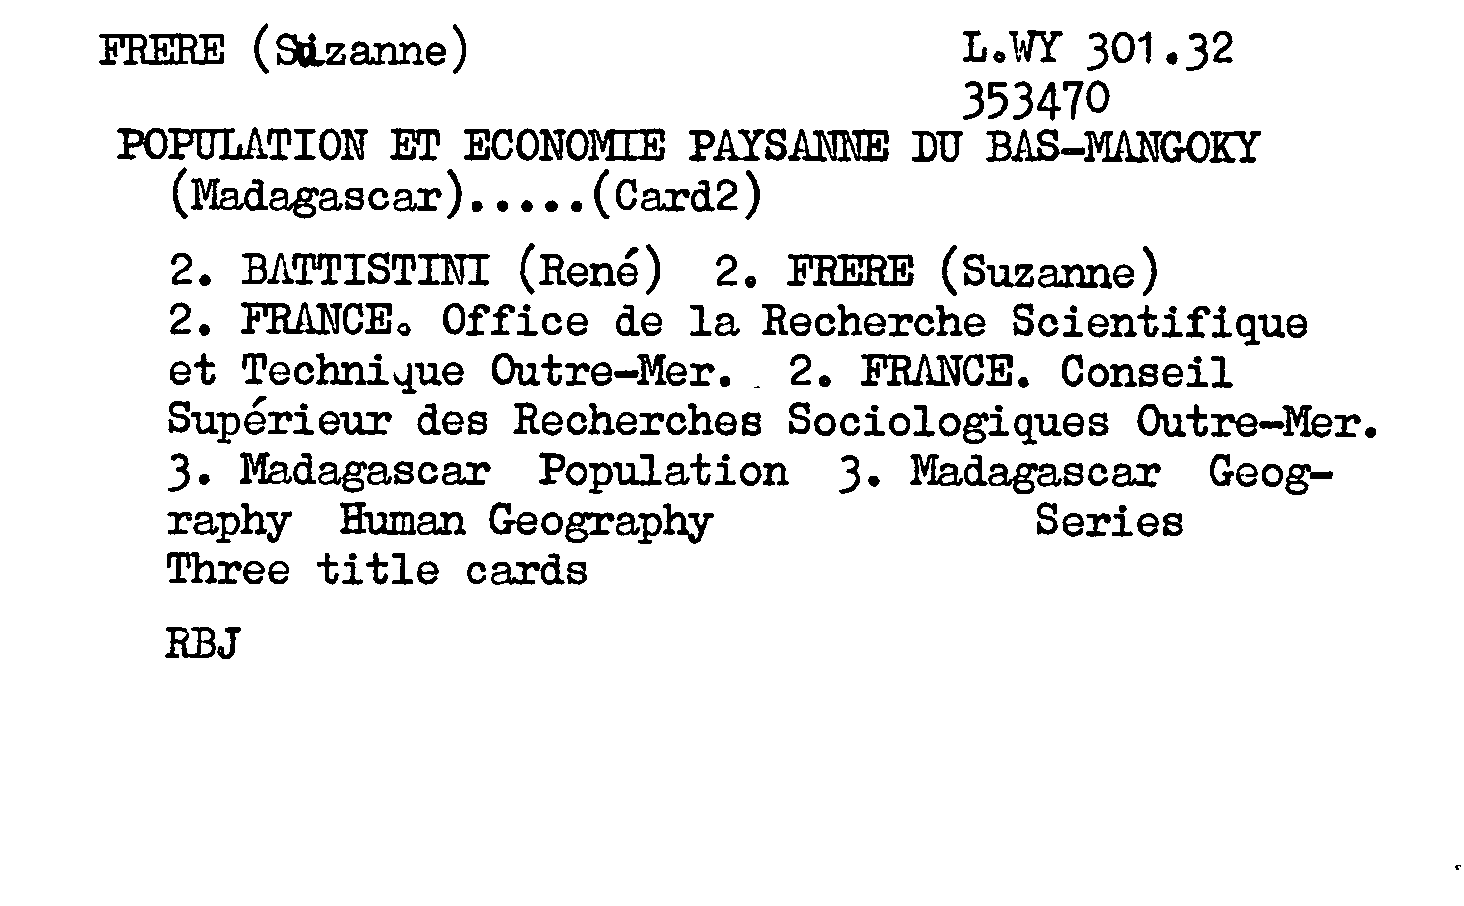 FRERE (Suzanne) L.WY 301.32
353470
POPULATION ET ECONOMIE PAYSANNE DU BAS-MANGOKY
(Madagascar).....(Card2)
2. BATTISTINI (René) 2. FRERE (Suzanne)
2. FRANCE. Office de la Recherche Scientifique
et Technique Outre-Mer. 2. FRANCE. Conseil
Supérieur des Recherches Sociologiques Outre-Mer.
3. Madagascar Population 3. Madagascar Geog-
raphy Human Geography Series
Three title cards
RBJ